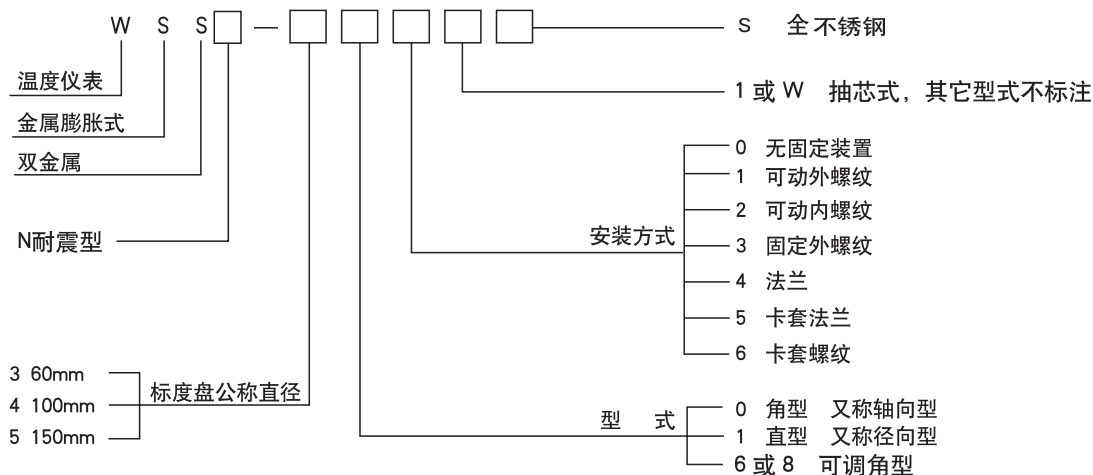 W S S — S 全不锈钢
温度仪表
1 或 W 抽芯式，其它型式不标注
金属膨胀式
双金属
0 无固定装置
1 可动外螺纹
2 可动内螺纹
N耐震型
安装方式
3 固定外螺纹
4 法兰
5 卡套法兰
6 卡套螺纹
3 60mm
4 100mm
5 150mm
标度盘公称直径
型 式
0 角型 又称轴向型
1 直型 又称径向型
6 或 8 可调角型